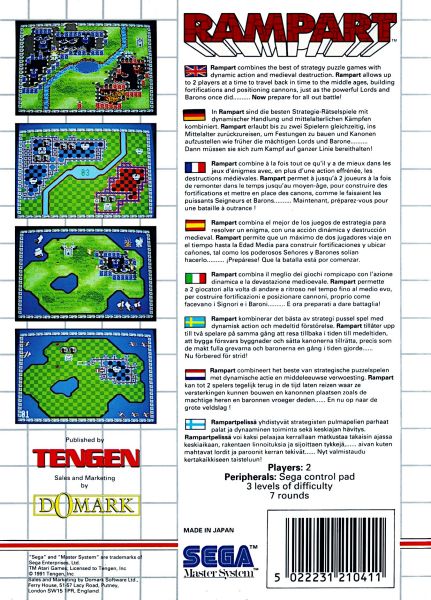 RAMPART™
Rampart combines the best of strategy puzzle games with
dynamic action and medieval destruction. Rampart allows up
to 2 players at a time to travel back in time to the middle ages, building
fortifications and positioning cannons, just as the powerful Lords and
Barons once did......... Now prepare for all out battle!
Rampart sind die besten Strategie-Rätselspiele mit
dynamischer Handlung und mittelalterlichen Kämpfen
kombiniert. Rampart erlaubt bis zu zwei Spielern gleichzeitig, ins
Mittelalter zurückzureisen, um Festungen zu bauen und Kanonen
aufzustellen wie früher die mächtigen Lords und Barone........
Dann müssen sie sich zum Kampf auf ganzer Linie bereithalten!
Rampart combine à la fois tout ce qu'il y a de mieux dans les
jeux d'énigmes avec, en plus d'une action effrénée, les
destructions médiévales. Rampart permet à jusqu'à 2 joueurs à la fois
de remonter dans le temps jusqu'au moyen-âge, pour construire des
fortifications et mettre en place des canons, comme le faisaient les
puissants Seigneurs et Barons........ Maintenant, préparez-vous pour
une bataille à outrance !
Rampart combina el mejor de los juegos de estrategia para
resolver un enigma, con una acción dinámica y destrucción
medieval. Rampart permite que un máximo de dos jugadores viaje en
el tiempo hasta la Edad Media para construir fortificaciones y ubicar
cañones, tal como los poderosos Señores y Barones solian
hacerlo......... ¡Prepárese! Que la batalla está por comenzar.
Rampart combina il meglio dei giochi rompicapo con l'azione
dinamica e la devastazione medievale. Rampart permette
a 2 giocatori alla volta di andare a ritroso nel tempo fino al medio evo,
per costruire fortificazioni e posizionare cannoni, proprio come
facevano i Signori e i Baroni........ E ora preparati a dare battaglia!
Rampart kombinerar det bästa av strategi pussel spel med
dynamisk action och medeltid förstörelse. Rampart tillåter upp
till två spelare på samma gång att resa tillbaka i tiden till medeltiden,
att bygga försvars byggnader och sätta kanonerna tillrätta, precis som
de makt fulla grevarna och baronerna en gång i tiden gjorde.....
Nu förbered för strid!
Rampart combineert het beste van strategische puzzelspelen
met dynamische actie en middeleeuwse verwoesting. Rampart
kan tot 2 spelers tegelijk terug in de tijd laten reizen waar ze
versterkingen kunnen bouwen en kanonnen plaatsen zoals de
machtige heren en baronnen vroeger deden..... En nu op naar de
grote veldslag !
Rampartpelissä yhdistyvät strategisten pulmapelien parhaat
palat ja dynaaminen toiminta sekä keskiajan hävitys.
Rampartpelissä voi kaksi pelaajaa kerrallaan matkustaa takaisin ajassa
keskiaikaan, rakentaen linnoituksia ja sijoittaen tykkejä,...... aivan kuten
mahtavat lordit ja paroonit kerran tekivät...... Nyt valmistaudu
kertakaikkiseen taisteluun!
Players: 2
Peripherals: Sega control pad
3 levels of difficulty
7 rounds
83
Published by
TENGEN
Sales and Marketing
by
DOMARK
"Sega" and "Master System" are trademarks of
Sega Enterprises Ltd.
TM Atari Games; Licensed to Tengen, Inc
© 1991 Tengen, Inc
Sales and Marketing by Domark Software Ltd.,
Ferry House, 51-57 Lacy Road, Putney,
London SW15 1PR, England
MADE IN JAPAN
SEGA
Master System™
5 022231 210411